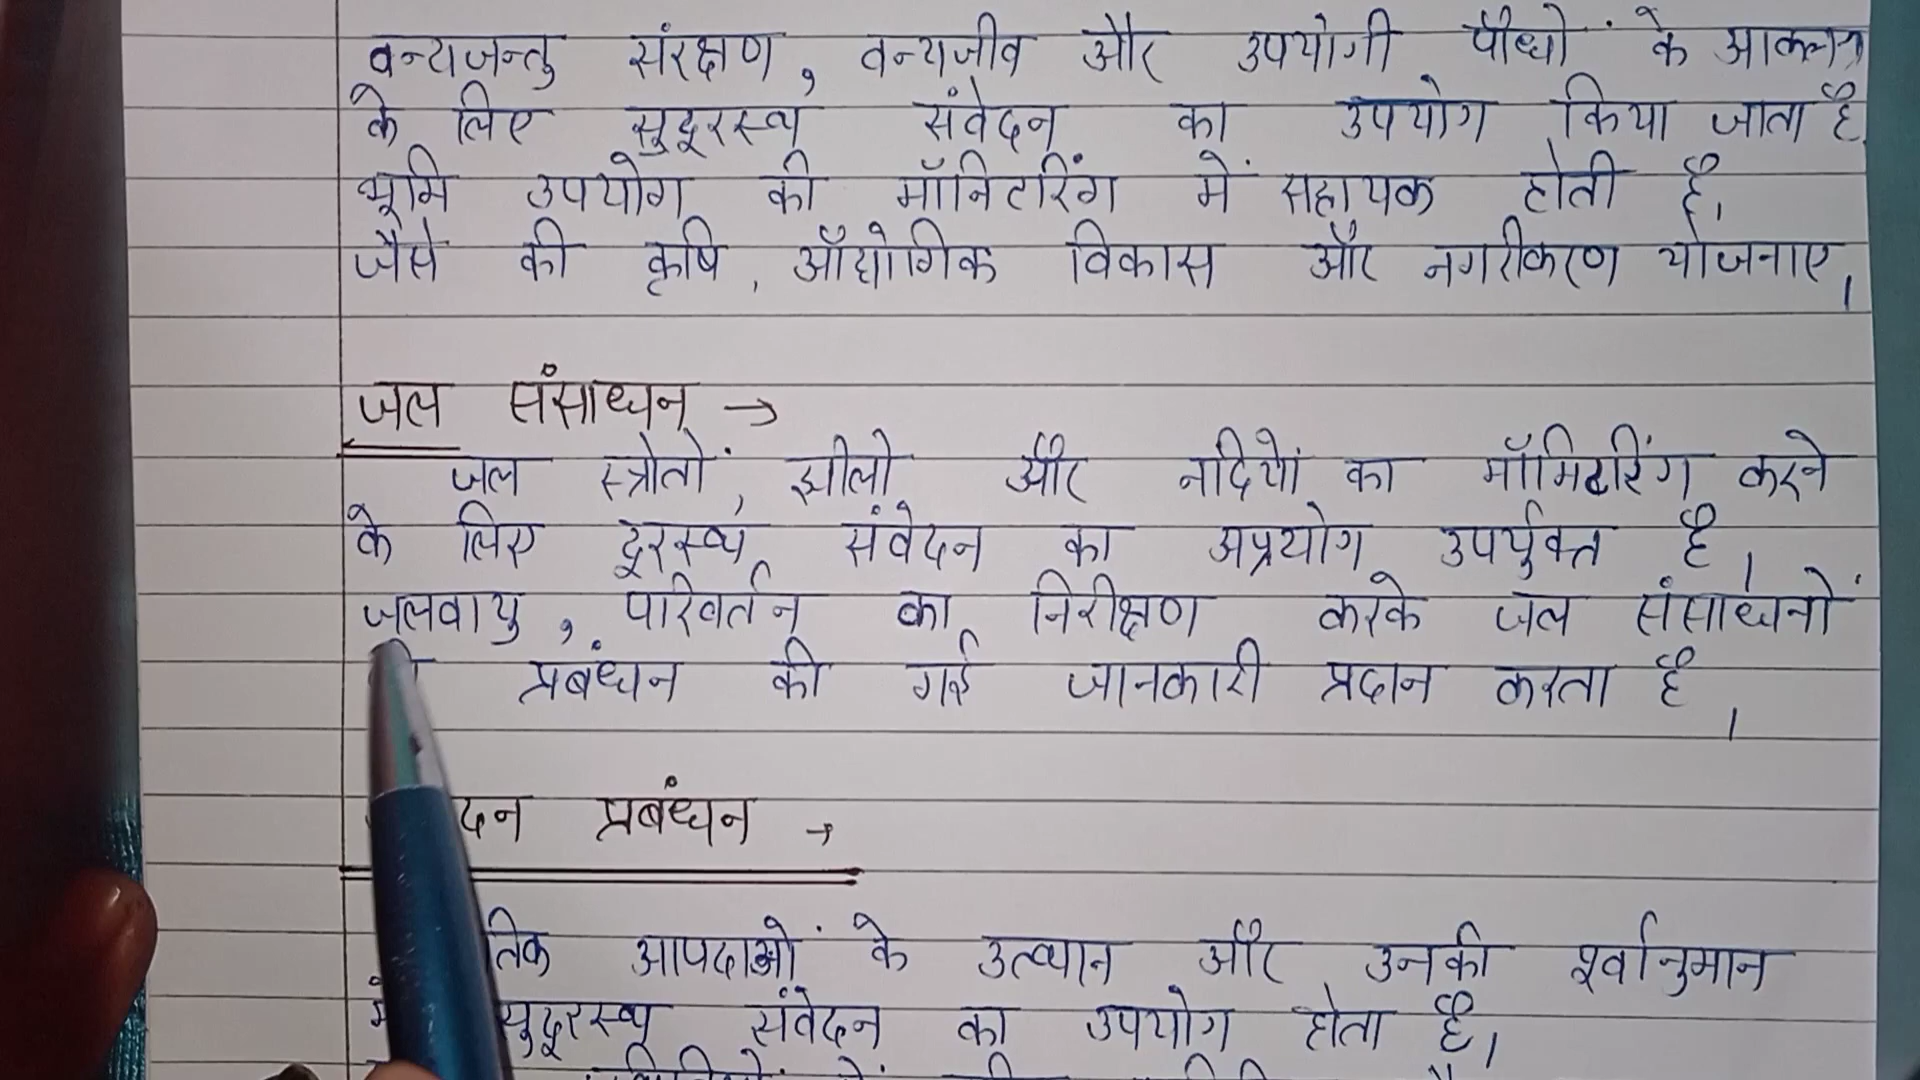 वन्यजन्तु संरक्षण, वन्यजीव और उपयोगी पौधों के आकलन
के लिए सुदूरस्थ संवेदन का उपयोग किया जाता है
भूमि उपयोग की मॉनिटरिंग में सहायक होती है।
जैसे की कृषि, औद्योगिक विकास और नगरीकरण योजनाए।
जल संसाधन →
जल स्त्रोतों, झीलो और नदियों का मॉमिटरिंग करने
के लिए दूरस्थ संवेदन का अप्रयोग उपर्युक्त है।
जलवायु, परिवर्तन का निरीक्षण करके जल संसाधनों
प्रबंधन की गई जानकारी प्रदान करता है।
दन प्रबंधन →
तिक आपदाओं के उत्थान और उनकी र्श्वानुमान
में सुदूरस्थ संवेदन का उपयोग होता है।